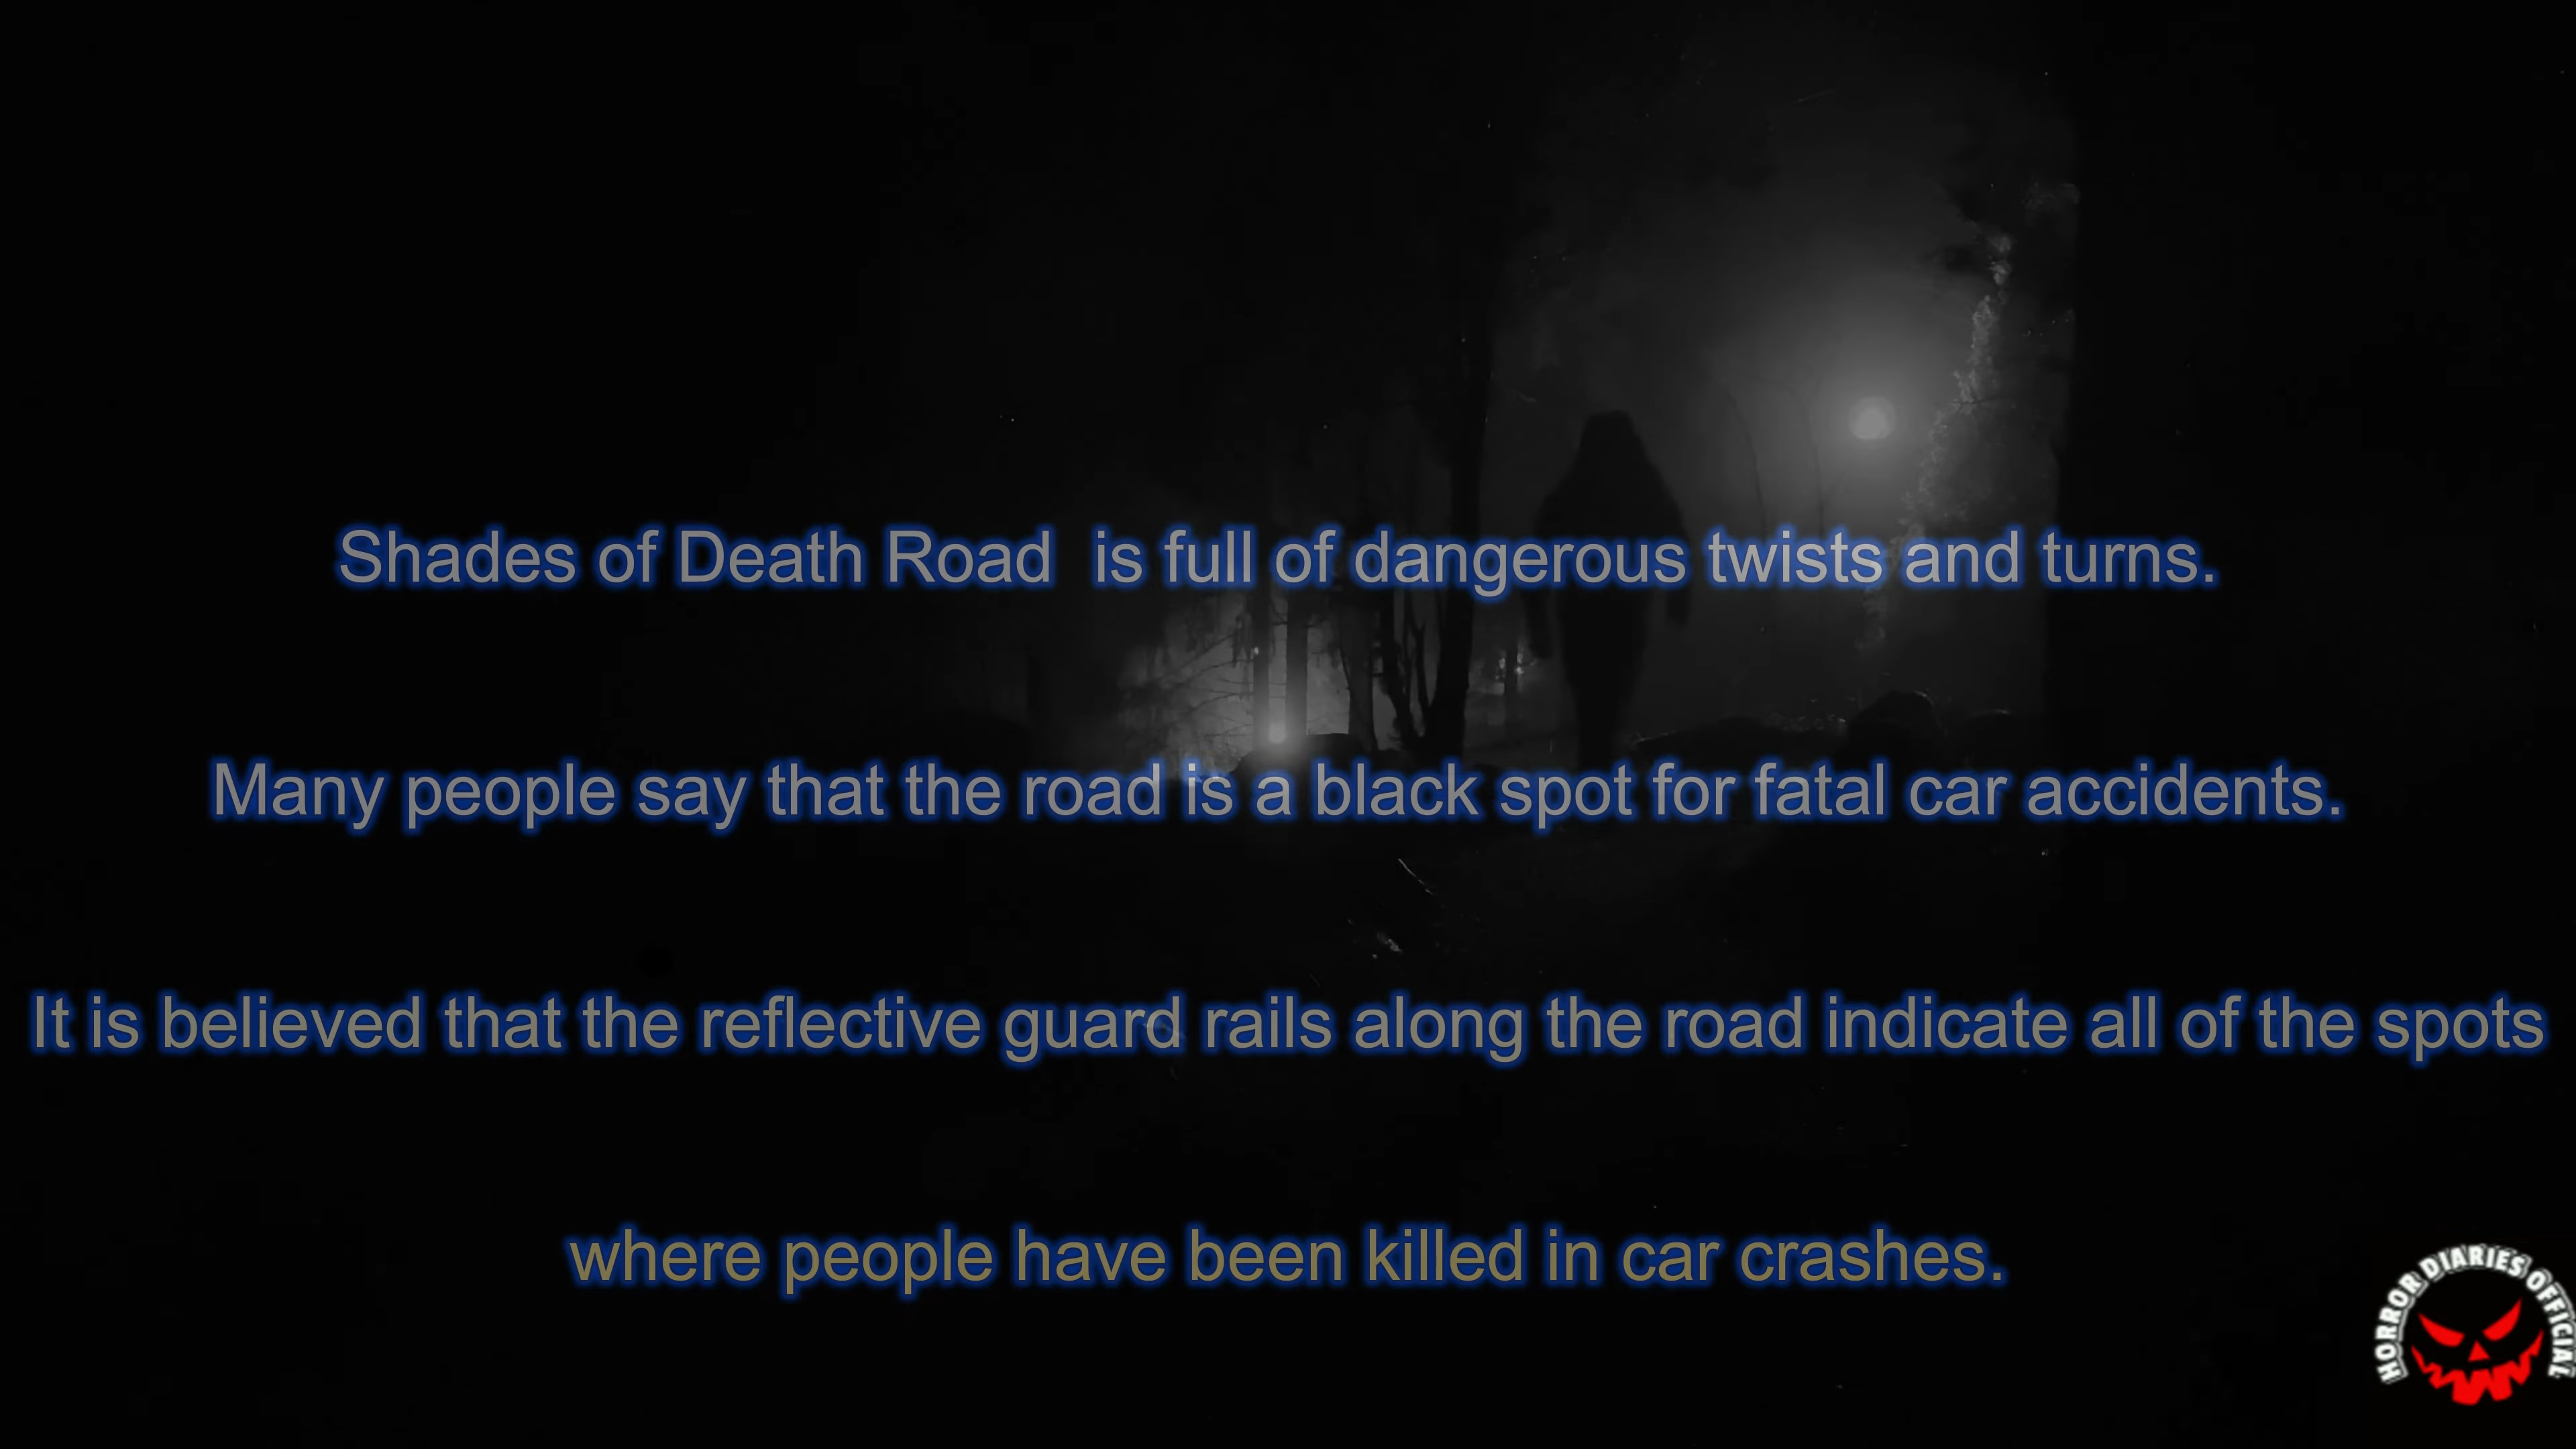 Shades of Death Road  is full of dangerous twists and turns.
Many people say that the road is a black spot for fatal car accidents.
It is believed that the reflective guard rails along the road indicate all of the spots
where people have been killed in car crashes.
HORROR DIARIES OFFICIAL